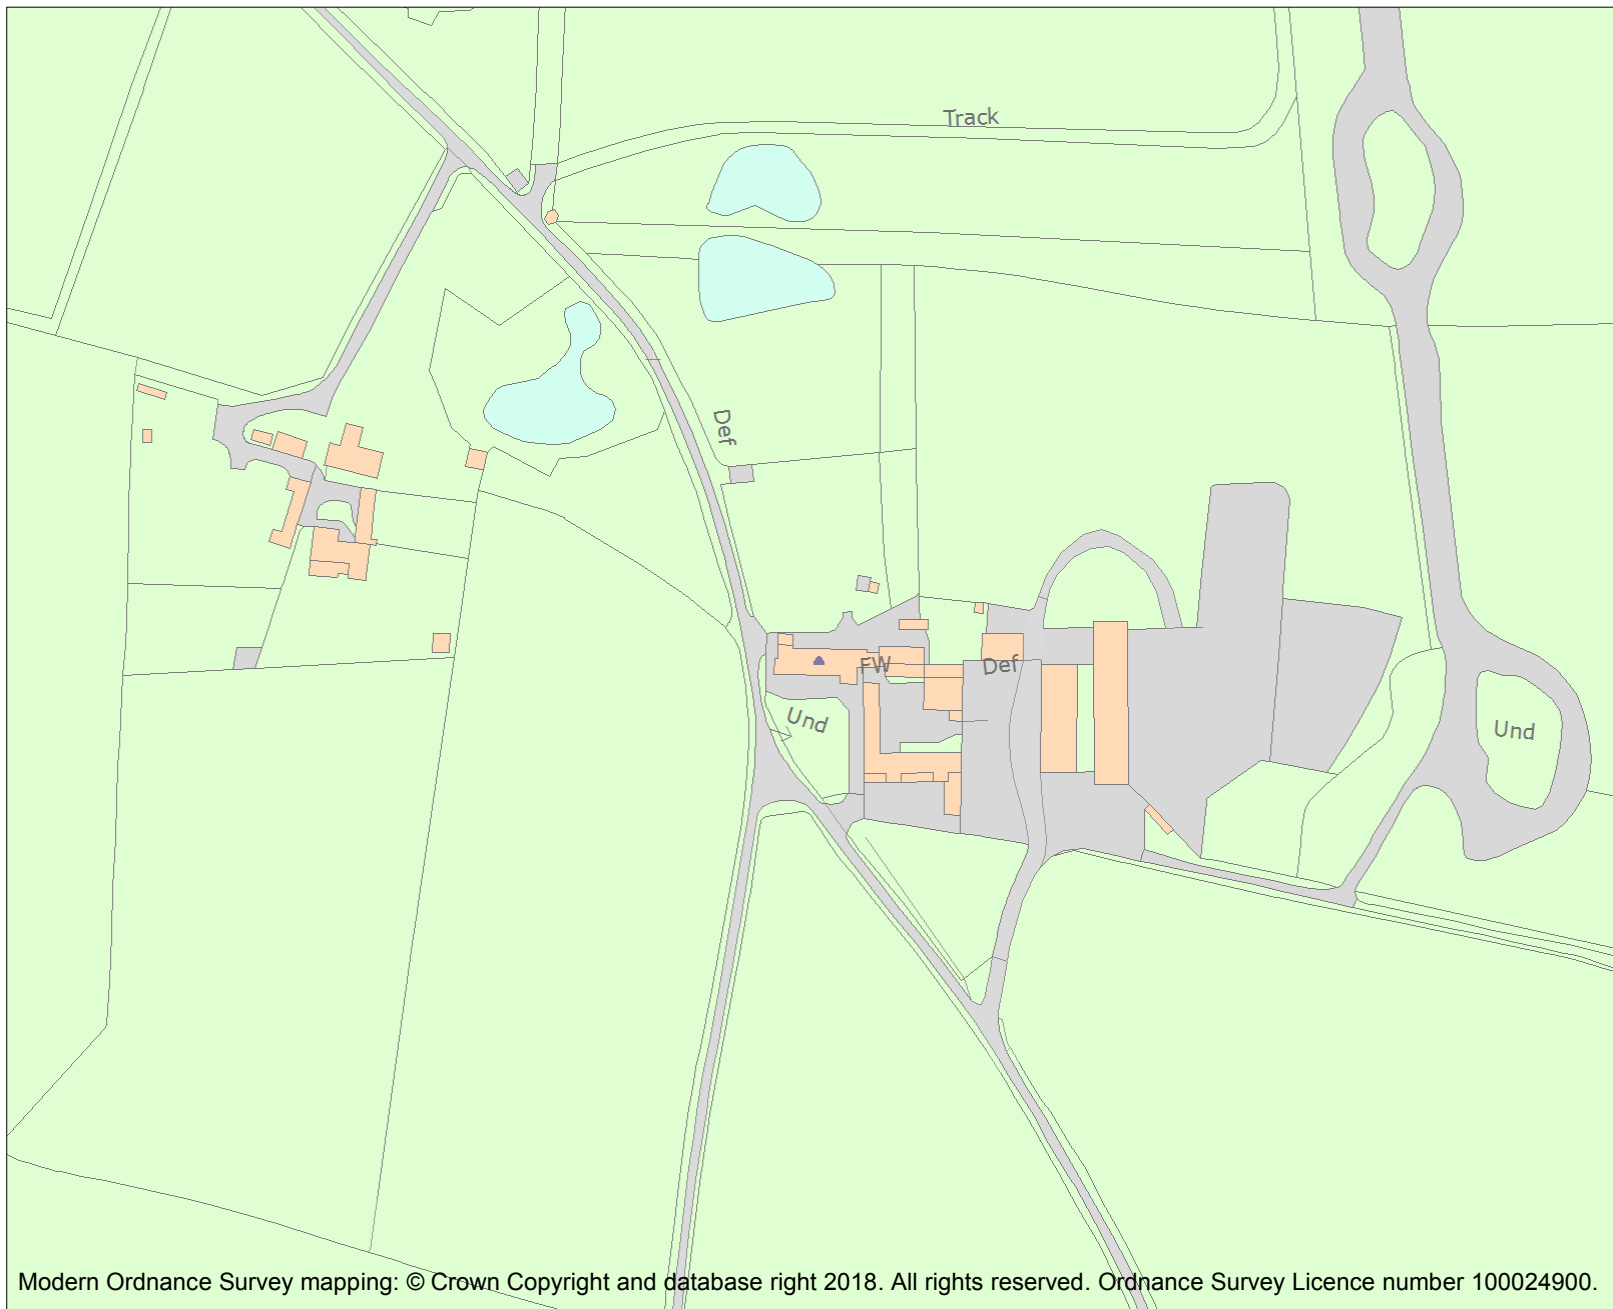 Track
Def
FW
Def
Und
Und
Modern Ordnance Survey mapping: © Crown Copyright and database right 2018. All rights reserved. Ordnance Survey Licence number 100024900.